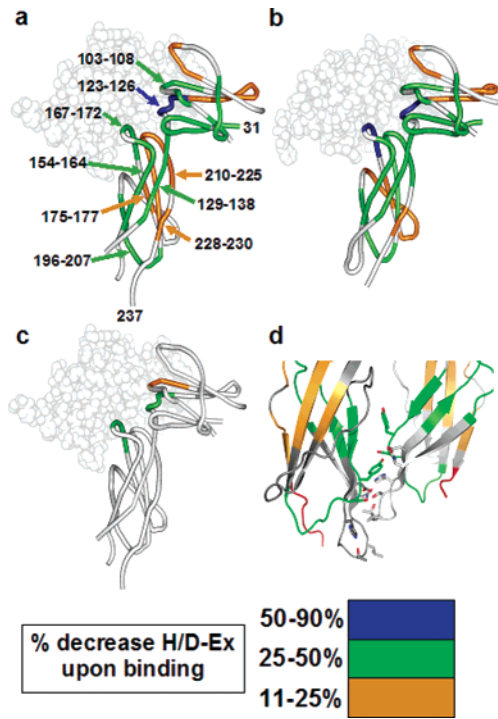 a
b
103-108
123-126
167-172
31
154-164
210-225
175-177
129-138
196-207
228-230
237
c
d
% decrease H/D-Ex
upon binding
50-90%
25-50%
11-25%